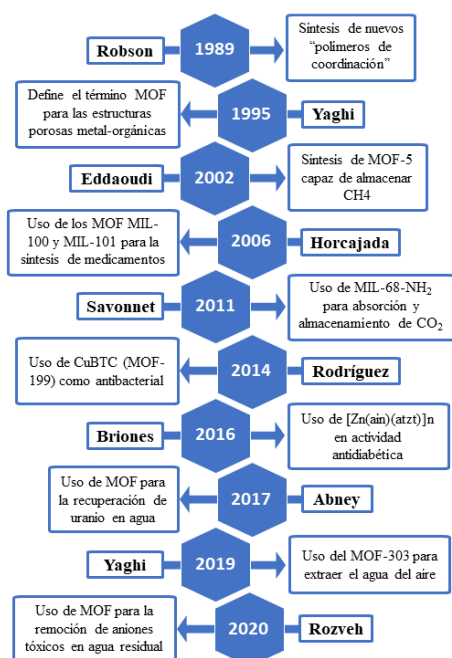 Robson
1989
Sintesis de nuevos
“polimeros de
coordinación”
Define el término MOF
para las estructuras
porosas metal-orgánicas
1995
Yaghi
Eddaoudi
2002
Sintesis de MOF-5
capaz de almacenar
CH4
Uso de los MOF MIL-
100 y MIL-101 para la
sintesis de medicamentos
2006
Horcajada
Savonnet
2011
Uso de MIL-68-NH₂
para absorción y
almacenamiento de CO₂
Uso de CuBTC (MOF-
199) como antibacterial
2014
Rodríguez
Briones
2016
Uso de [Zn(ain)(atzt)]n
en actividad
antidiabética
Uso de MOF para
la recuperación de
uranio en agua
2017
Abney
Yaghi
2019
Uso del MOF-303 para
extraer el agua del aire
Uso de MOF para la
remoción de aniones
tóxicos en agua residual
2020
Rozveh